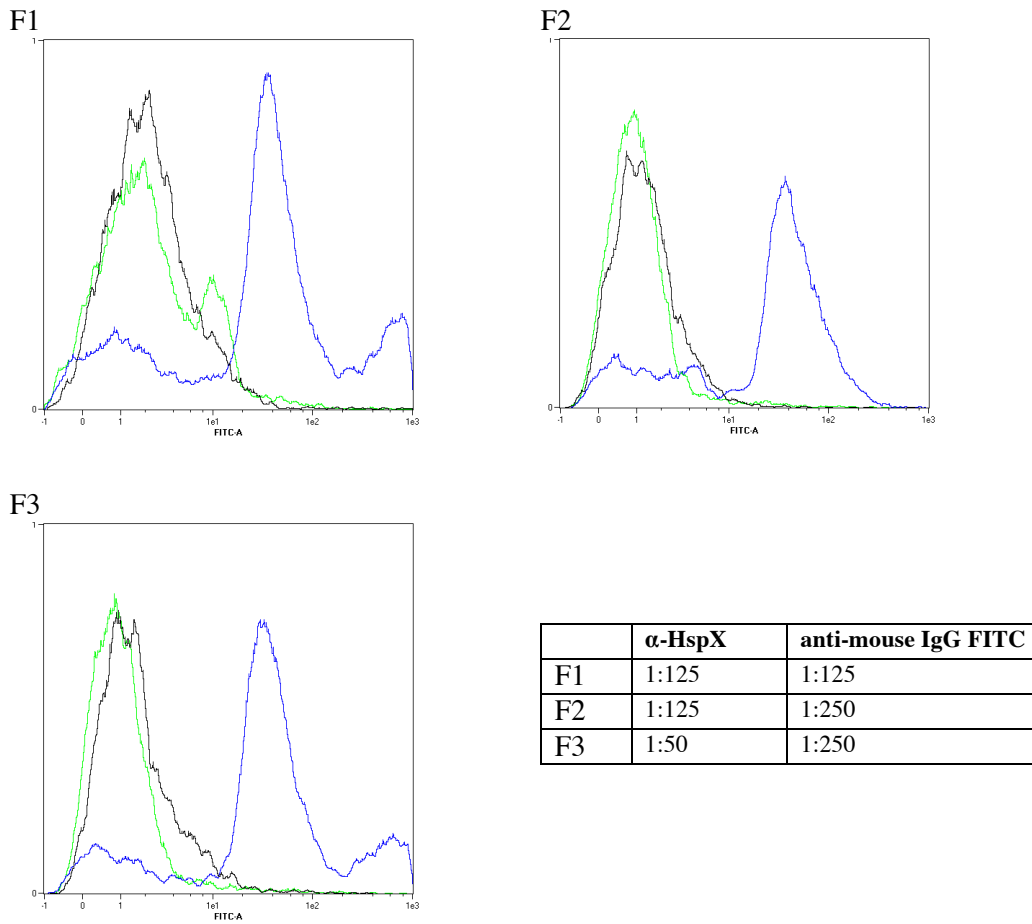 F1
F2
1
1
0
0
-1 0 1 1e1 1e2 1e3
-1 0 1 1e1 1e2 1e3
FITC-A
FITC-A
F3
1
0
-1 0 1 1e1 1e2 1e3
FITC-A
α-HspX anti-mouse IgG FITC
F1 1:125 1:125
F2 1:125 1:250
F3 1:50 1:250